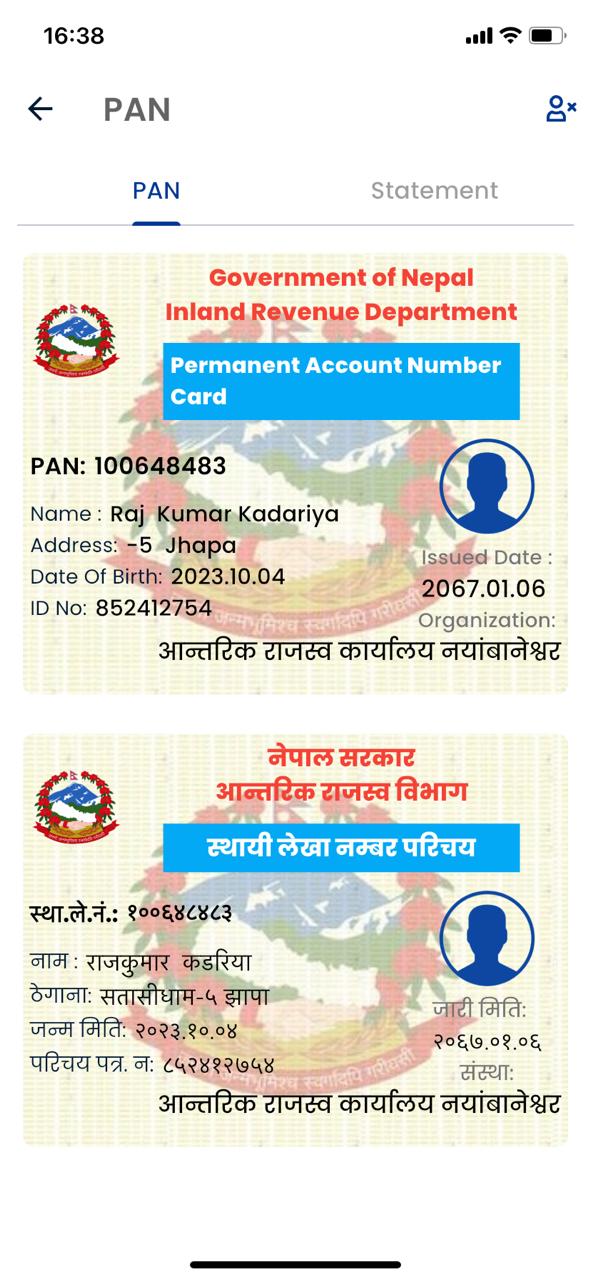 16:38
PAN
PAN Statement
Government of Nepal
Inland Revenue Department
Permanent Account Number
Card
PAN: 100648483
Name : Raj Kumar Kadariya
Address: -5 Jhapa
Date Of Birth: 2023.10.04
ID No: 852412754
Issued Date :
2067.01.06
Organization:
आन्तरिक राजस्व कार्यालय नयांबानेश्वर
नेपाल सरकार
आन्तरिक राजस्व विभाग
स्थायी लेखा नम्बर परिचय
स्था.ले.नं.: १००६४८४८३
नाम : राजकुमार कडरिया
ठेगाना: सतासीधाम-५ झापा
जन्म मिति: २०२३.१०.०४
परिचय पत्र. न: ८५२४१२७५४
जारी मिति:
२०६७.०१.०६
संस्था:
आन्तरिक राजस्व कार्यालय नयांबानेश्वर